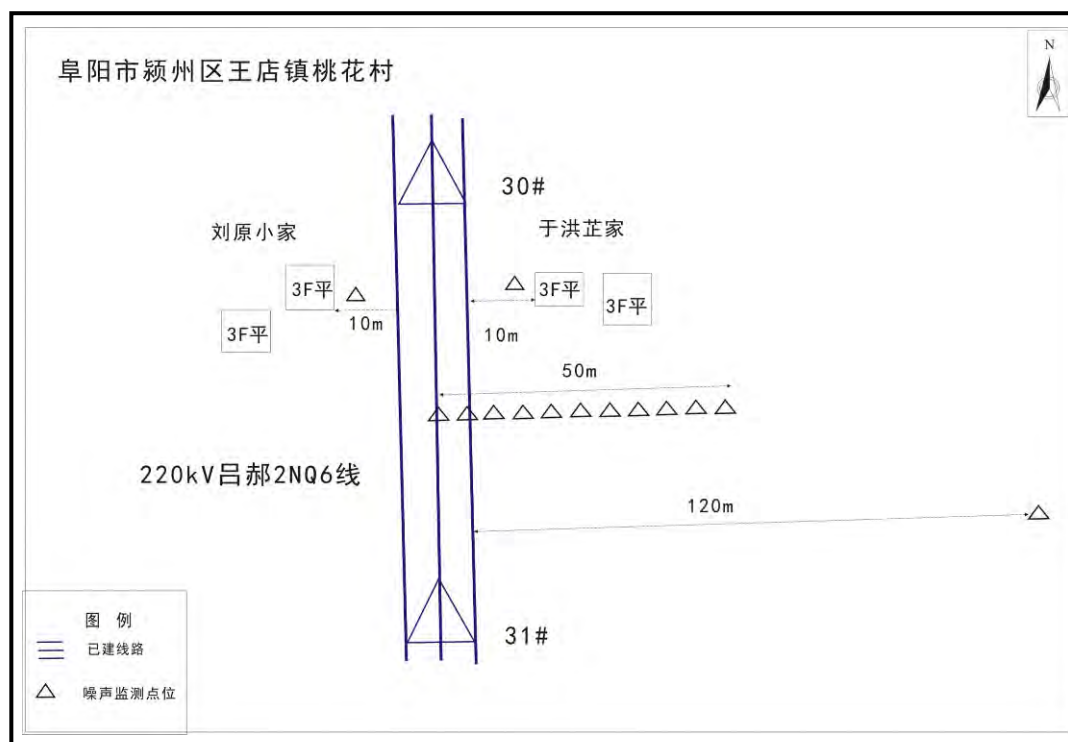 阜阳市颍州区王店镇桃花村
N
30#
刘原小家
于洪芷家
3F平
3F平
3F平
3F平
10m
10m
50m
220kV吕郝2NQ6线
120m
31#
图 例
已建线路
噪声监测点位